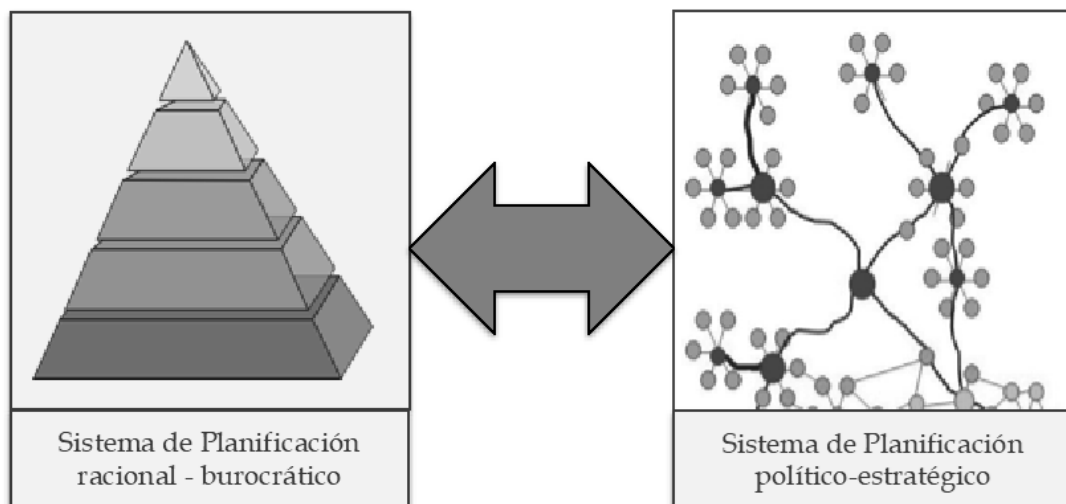 Sistema de Planificación
racional - burocrático
Sistema de Planificación
político-estratégico